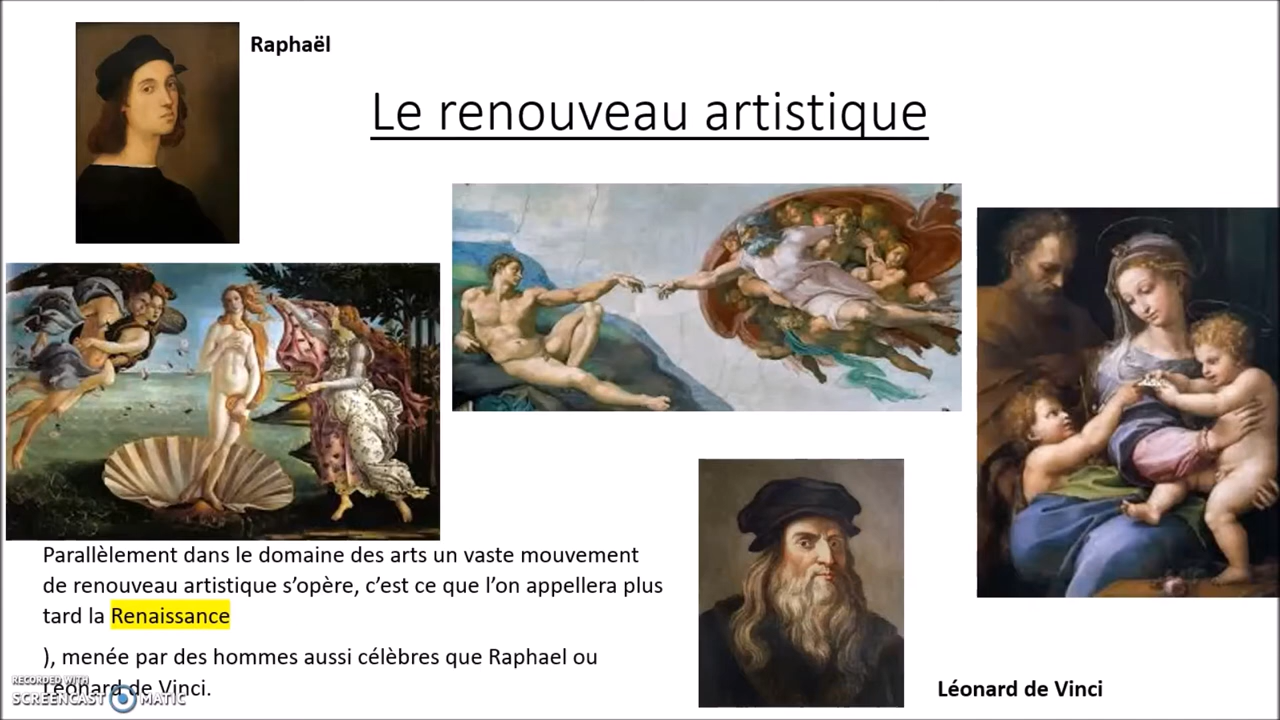 Raphaël
Le renouveau artistique
Parallèlement dans le domaine des arts un vaste mouvement
de renouveau artistique s’opère, c’est ce que l’on appellera plus
tard la Renaissance
), menée par des hommes aussi célèbres que Raphael ou
Léonard de Vinci.
RECORDED WITH
SCREENCAST MATIC
Léonard de Vinci